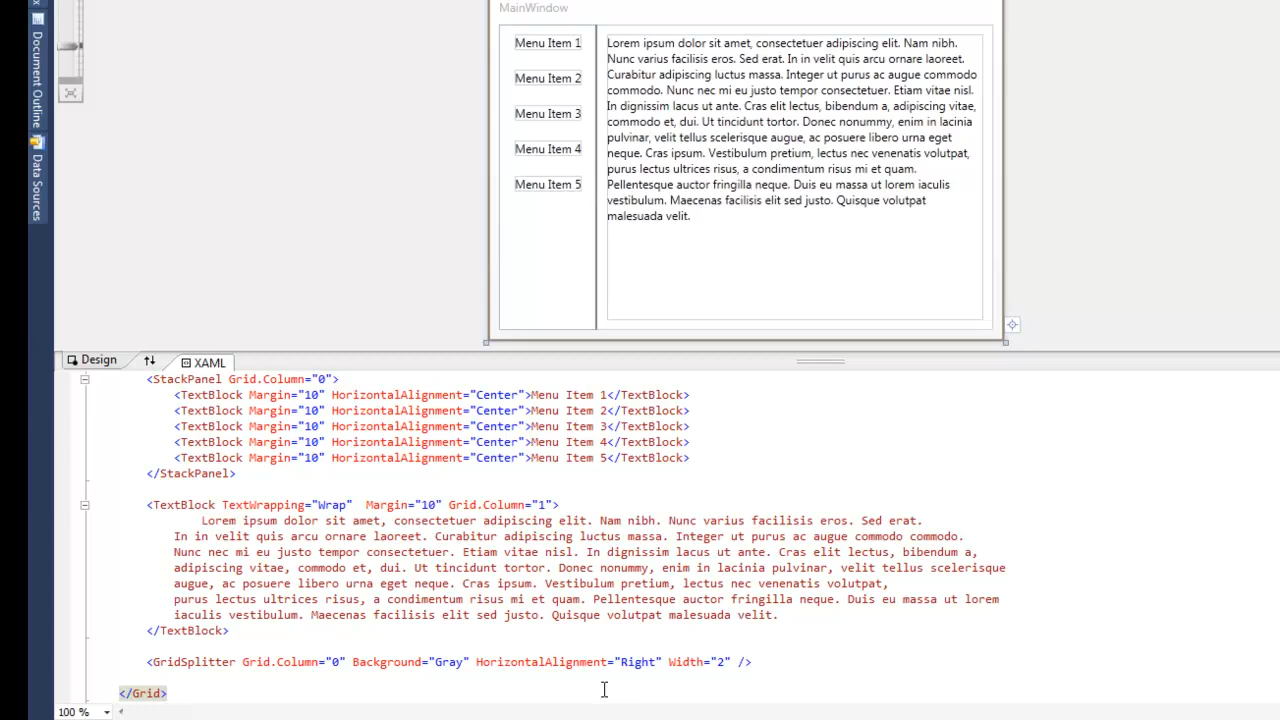 MainWindow
Menu Item 1
Menu Item 2
Menu Item 3
Menu Item 4
Menu Item 5
Lorem ipsum dolor sit amet, consectetuer adipiscing elit. Nam nibh.
Nunc varius facilisis eros. Sed erat. In in velit quis arcu ornare laoreet.
Curabitur adipiscing luctus massa. Integer ut purus ac augue commodo
commodo. Nunc nec mi eu justo tempor consectetuer. Etiam vitae nisl.
In dignissim lacus ut ante. Cras elit lectus, bibendum a, adipiscing vitae,
commodo et, dui. Ut tincidunt tortor. Donec nonummy, enim in lacinia
pulvinar, velit tellus scelerisque augue, ac posuere libero urna eget
neque. Cras ipsum. Vestibulum pretium, lectus nec venenatis volutpat,
purus lectus ultrices risus, a condimentum risus mi et quam.
Pellentesque auctor fringilla neque. Duis eu massa ut lorem iaculis
vestibulum. Maecenas facilisis elit sed justo. Quisque volutpat
malesuada velit.
Document Outline
Data Sources
Design
XAML
<StackPanel Grid.Column="0">
<TextBlock Margin="10" HorizontalAlignment="Center">Menu Item 1</TextBlock>
<TextBlock Margin="10" HorizontalAlignment="Center">Menu Item 2</TextBlock>
<TextBlock Margin="10" HorizontalAlignment="Center">Menu Item 3</TextBlock>
<TextBlock Margin="10" HorizontalAlignment="Center">Menu Item 4</TextBlock>
<TextBlock Margin="10" HorizontalAlignment="Center">Menu Item 5</TextBlock>
</StackPanel>
<TextBlock TextWrapping="Wrap"  Margin="10" Grid.Column="1">
Lorem ipsum dolor sit amet, consectetuer adipiscing elit. Nam nibh. Nunc varius facilisis eros. Sed erat.
In in velit quis arcu ornare laoreet. Curabitur adipiscing luctus massa. Integer ut purus ac augue commodo commodo.
Nunc nec mi eu justo tempor consectetuer. Etiam vitae nisl. In dignissim lacus ut ante. Cras elit lectus, bibendum a,
adipiscing vitae, commodo et, dui. Ut tincidunt tortor. Donec nonummy, enim in lacinia pulvinar, velit tellus scelerisque
augue, ac posuere libero urna eget neque. Cras ipsum. Vestibulum pretium, lectus nec venenatis volutpat,
purus lectus ultrices risus, a condimentum risus mi et quam. Pellentesque auctor fringilla neque. Duis eu massa ut lorem
iaculis vestibulum. Maecenas facilisis elit sed justo. Quisque volutpat malesuada velit.
</TextBlock>
<GridSplitter Grid.Column="0" Background="Gray" HorizontalAlignment="Right" Width="2" />
</Grid>
100 %